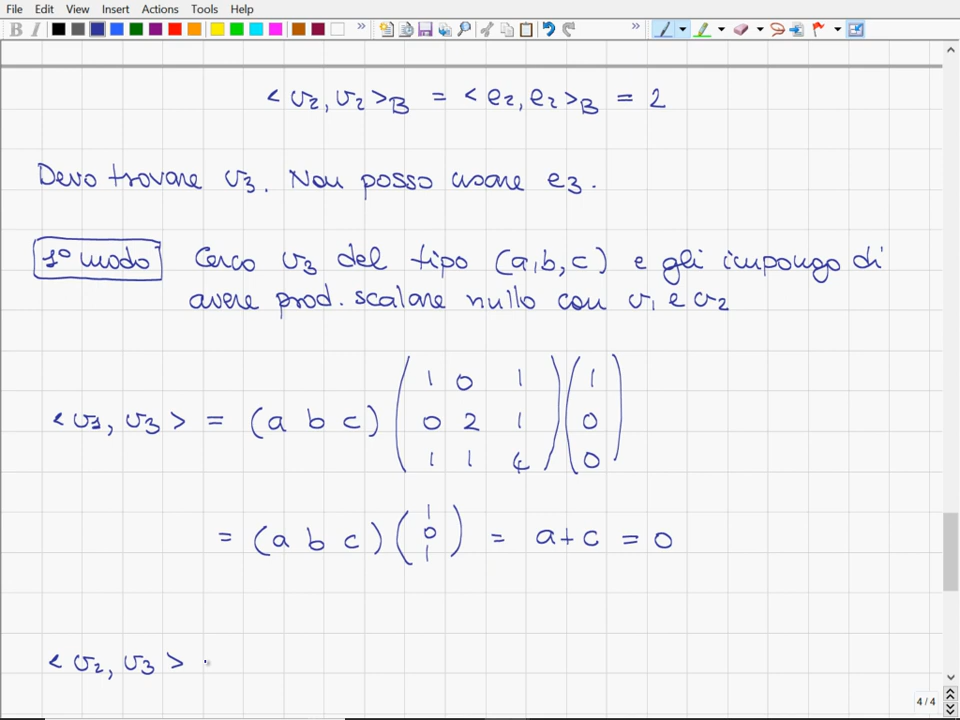 File Edit View Insert Actions Tools Help
B I » »
< v2, v2 >B = < e2, e2 >B = 2
Devo trovare v3. Non posso usare e3.
1° modo Cerco v3 del tipo (a,b,c) e gli impongo di
avere prod. scalare nullo con v1 e v2
1 0 1 1
< v1, v3 > = (a b c) 0 2 1 0
1 1 4 0
1
= (a b c) ( 0 ) = a+c = 0
1
< v2, v3 >
4 / 4